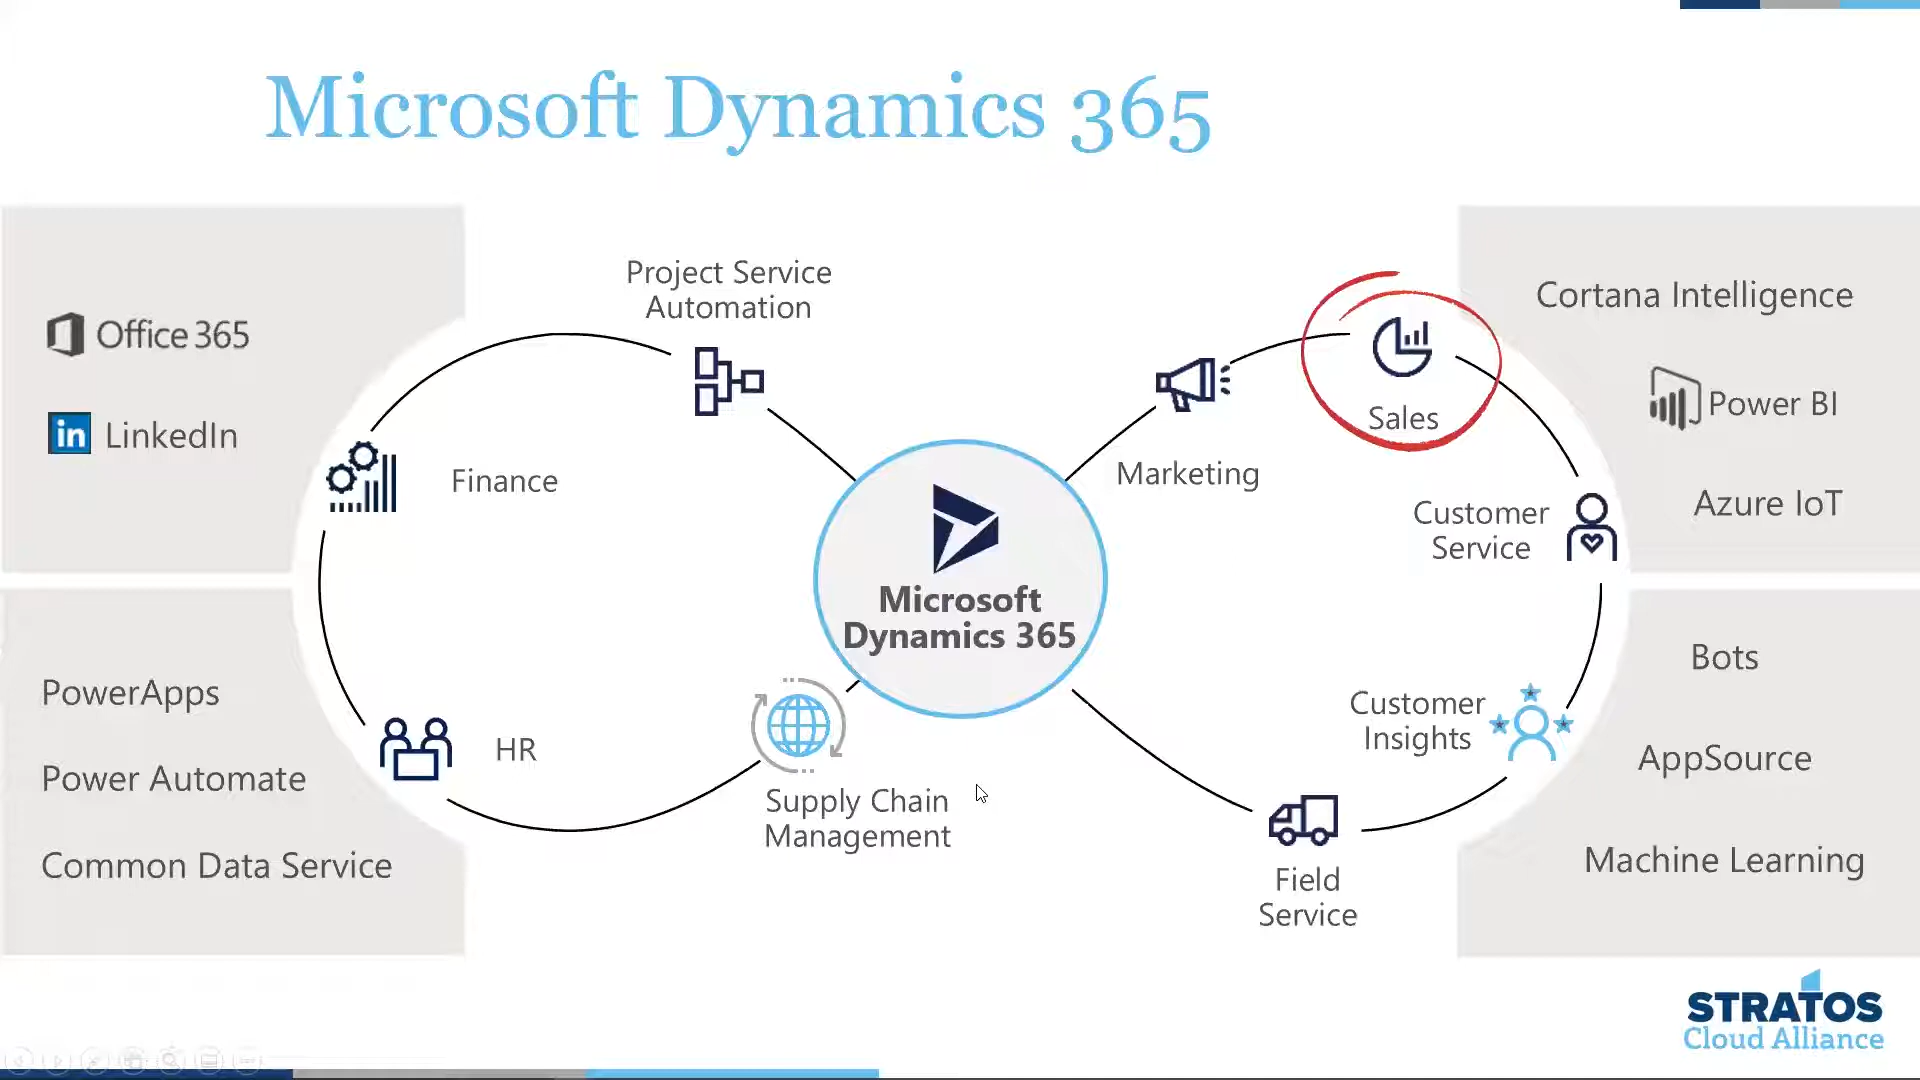 Microsoft Dynamics 365
Office 365
in LinkedIn
PowerApps
Power Automate
Common Data Service
Project Service
Automation
Finance
HR
Supply Chain
Management
Microsoft
Dynamics 365
Marketing
Sales
Customer
Service
Customer
Insights
Field
Service
Cortana Intelligence
Power BI
Azure IoT
Bots
AppSource
Machine Learning
STRATOS
Cloud Alliance